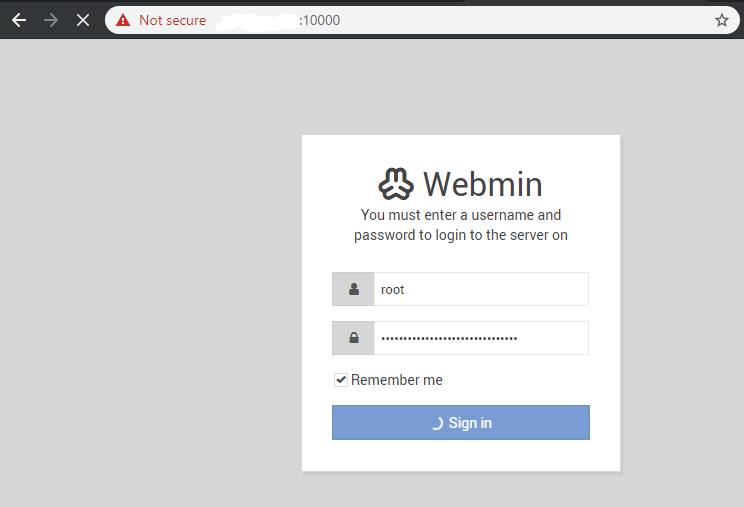 Not secure :10000
Webmin
You must enter a username and
password to login to the server on
root
••••••••••••••••••••••••••••••••
Remember me
Sign in